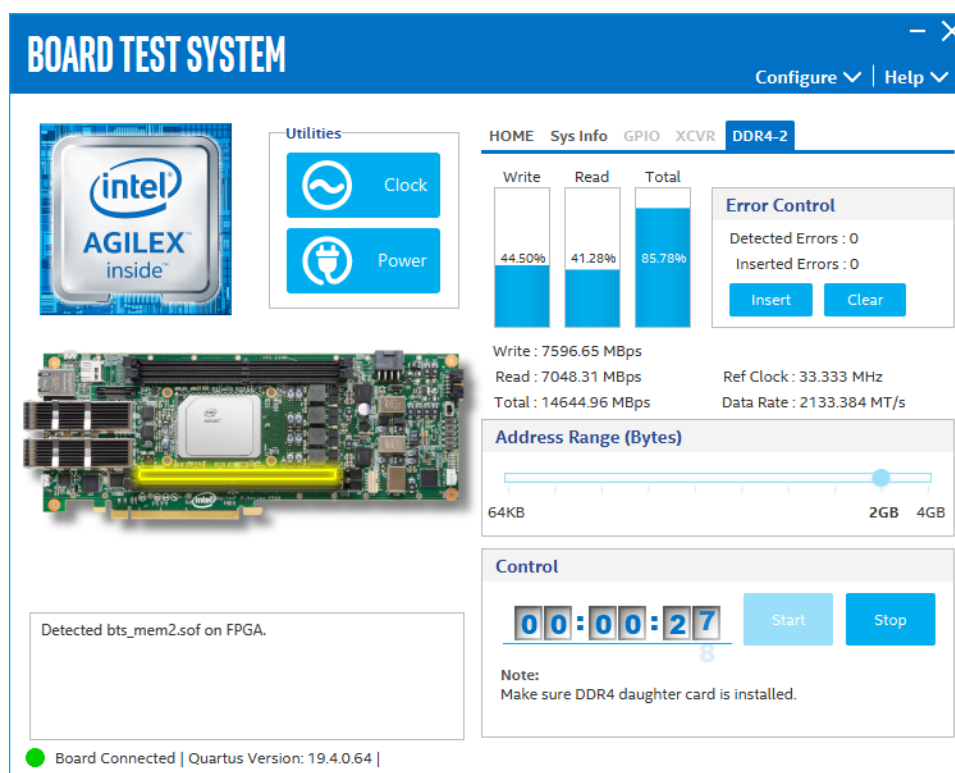 BOARD TEST SYSTEM
Configure | Help
intel
AGILEX™
inside™
Utilities
Clock
Power
HOME Sys Info GPIO XCVR DDR4-2
Write Read Total
44.50% 41.28% 85.78%
Error Control
Detected Errors : 0
Inserted Errors : 0
Insert Clear
Write : 7596.65 MBps
Read : 7048.31 MBps
Total : 14644.96 MBps
Ref Clock : 33.333 MHz
Data Rate : 2133.384 MT/s
Address Range (Bytes)
64KB 2GB 4GB
Control
00:00:27
8
Start Stop
Note:
Make sure DDR4 daughter card is installed.
Detected bts_mem2.sof on FPGA.
Board Connected | Quartus Version: 19.4.0.64 |